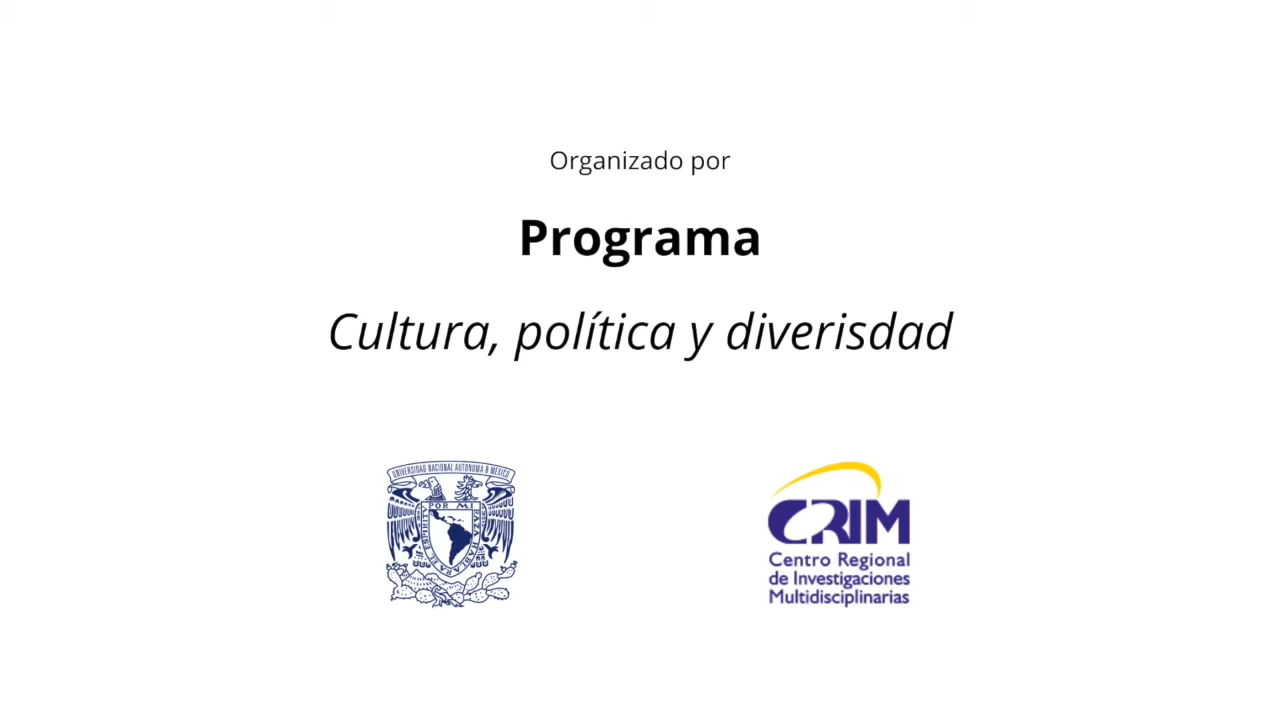 Organizado por
Programa
Cultura, política y diverisdad
UNIVERSIDAD NACIONAL AUTONOMA D MEXICO
POR MI RAZA HABLARA EL ESPIRITU
CRIM
Centro Regional
de Investigaciones
Multidisciplinarias